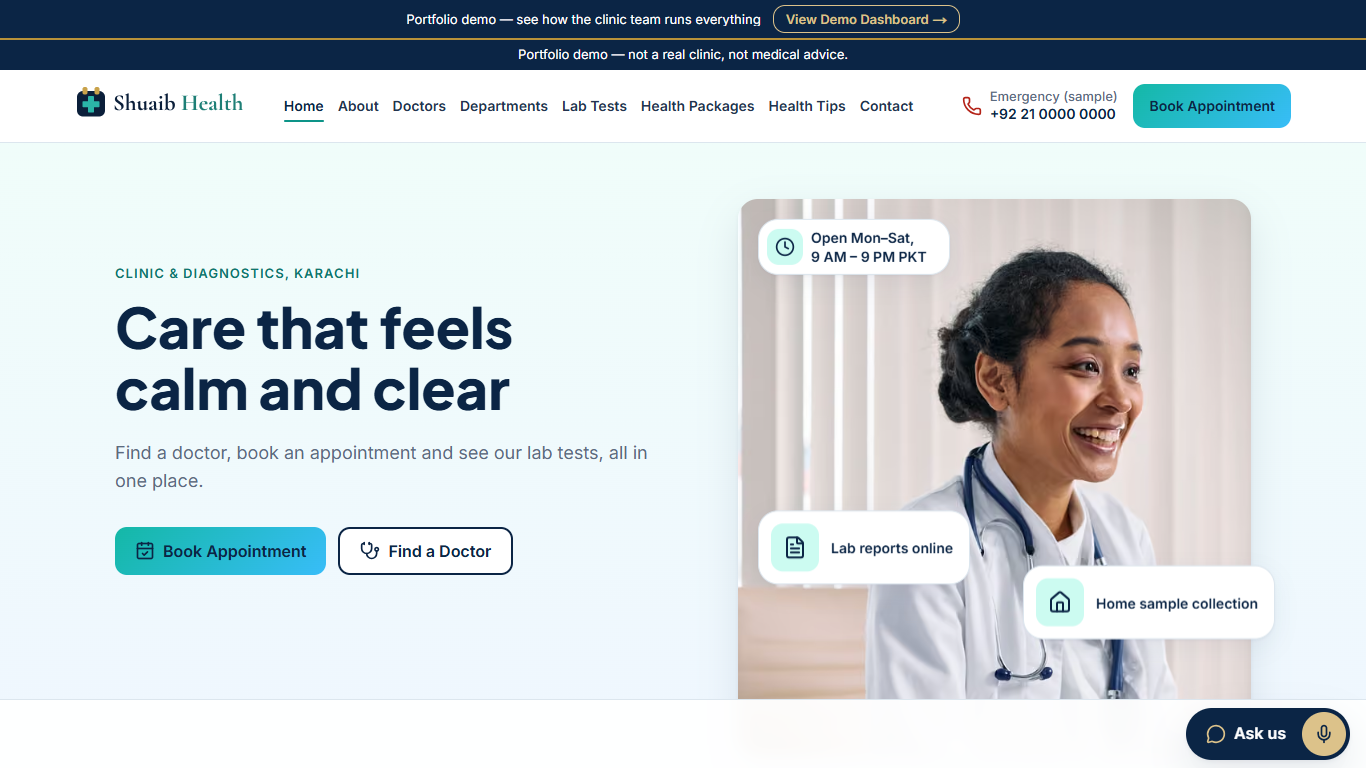 Portfolio demo — see how the clinic team runs everything
View Demo Dashboard →
Portfolio demo — not a real clinic, not medical advice.
Shuaib Health
Home
About
Doctors
Departments
Lab Tests
Health Packages
Health Tips
Contact
Emergency (sample)
+92 21 0000 0000
Book Appointment
CLINIC & DIAGNOSTICS, KARACHI
Care that feels
calm and clear
Find a doctor, book an appointment and see our lab tests, all in
one place.
Book Appointment
Find a Doctor
Open Mon–Sat,
9 AM – 9 PM PKT
Lab reports online
Home sample collection
Ask us